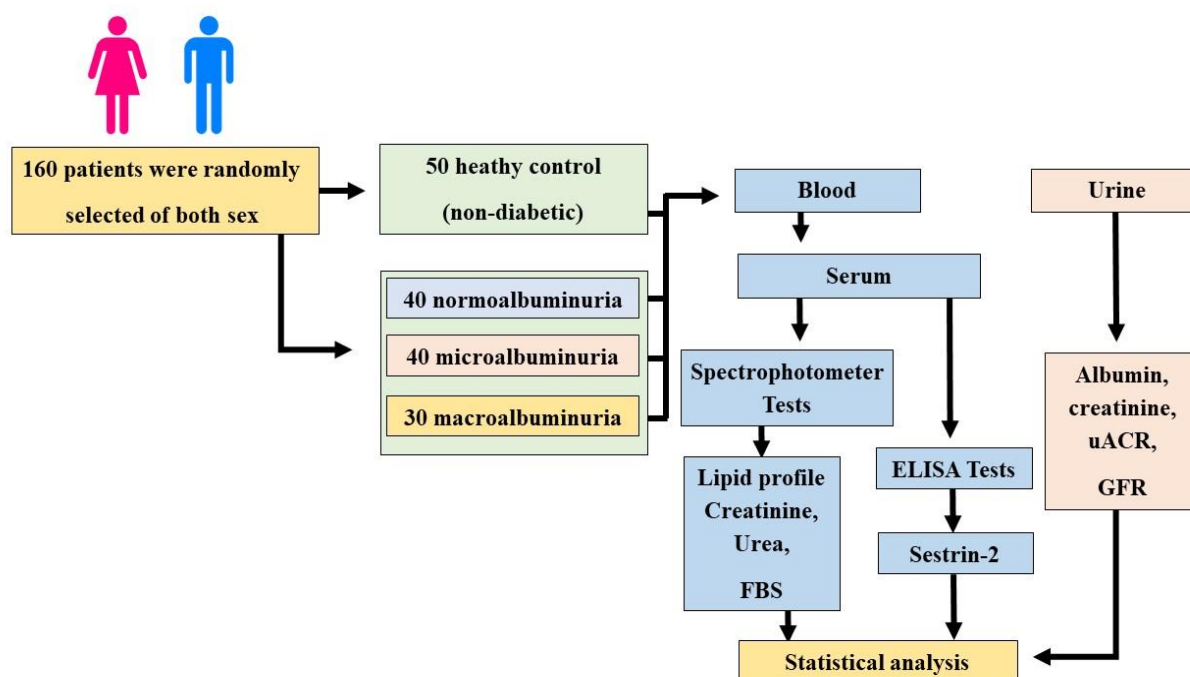 160 patients were randomly
selected of both sex
50 heathy control
(non-diabetic)
40 normoalbuminuria
40 microalbuminuria
30 macroalbuminuria
Blood
Serum
Spectrophotometer
Tests
Lipid profile
Creatinine,
Urea,
FBS
ELISA Tests
Sestrin-2
Urine
Albumin,
creatinine,
uACR,
GFR
Statistical analysis